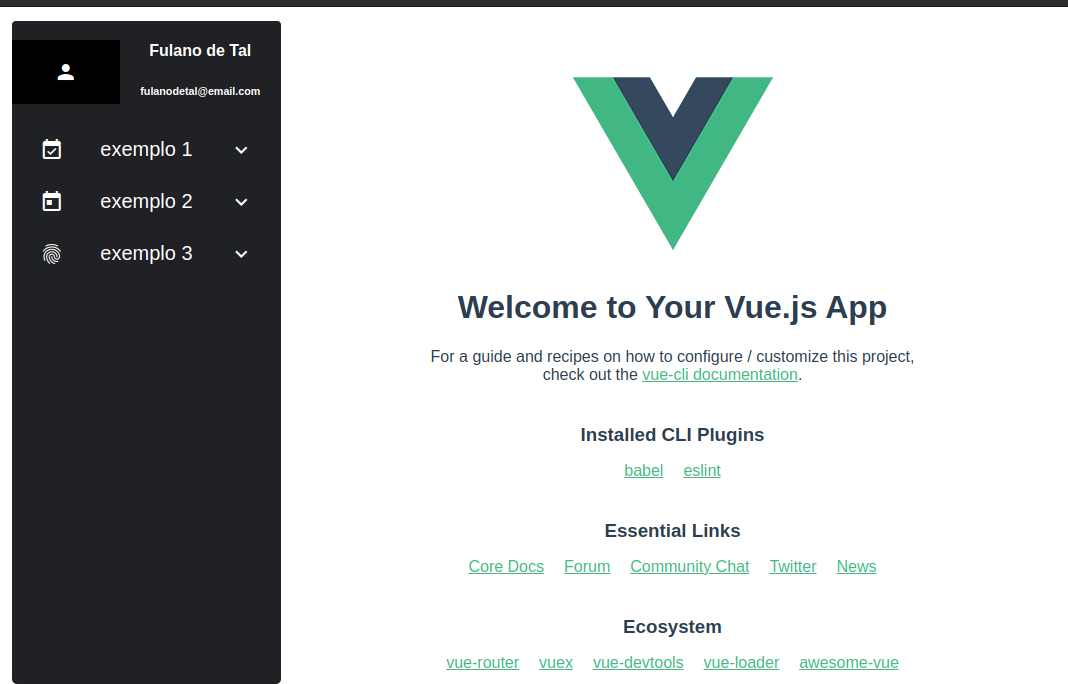 Fulano de Tal
fulanodetal@email.com
exemplo 1
exemplo 2
exemplo 3
Welcome to Your Vue.js App
For a guide and recipes on how to configure / customize this project,
check out the vue-cli documentation.
Installed CLI Plugins
babel eslint
Essential Links
Core Docs Forum Community Chat Twitter News
Ecosystem
vue-router vuex vue-devtools vue-loader awesome-vue